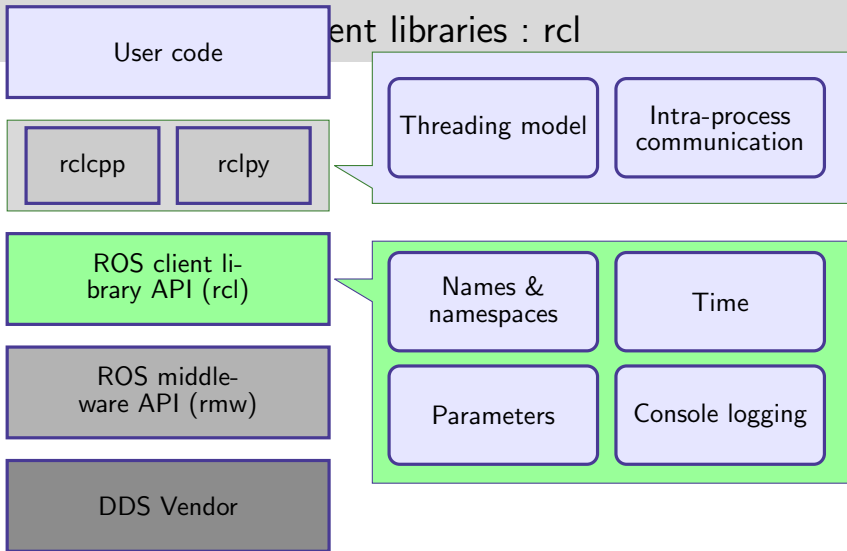 ent libraries : rcl
User code
Threading model
Intra-process
communication
rclcpp
rclpy
ROS client li-
brary API (rcl)
Names &
namespaces
Time
ROS middle-
ware API (rmw)
Parameters
Console logging
DDS Vendor